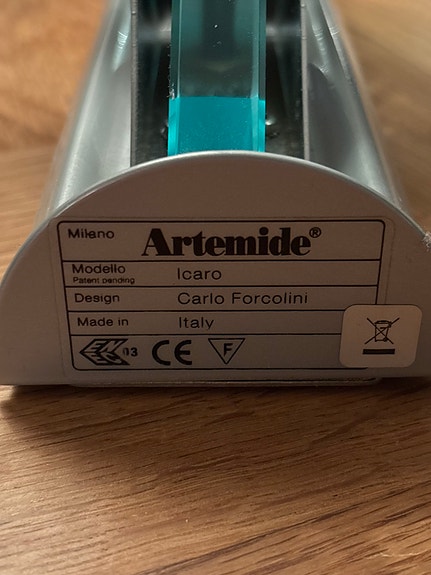 Milano Artemide®
Modello Icaro
Patent pending
Design Carlo Forcolini
Made in Italy
03 CE F